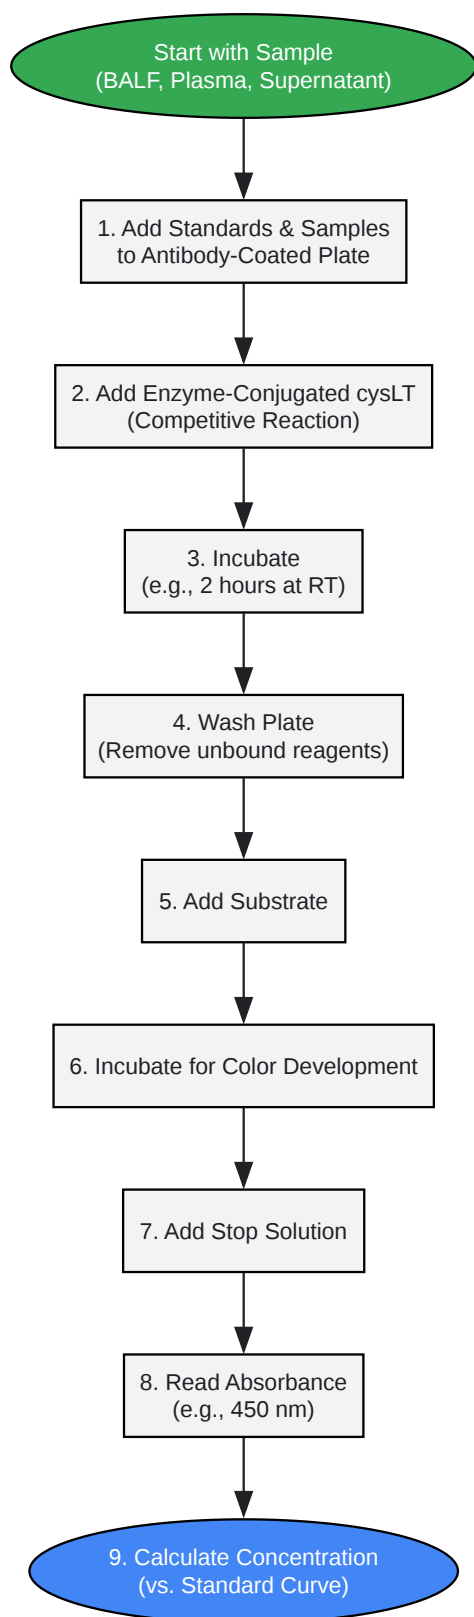 Start with Sample
(BALF, Plasma, Supernatant)
1. Add Standards & Samples
to Antibody-Coated Plate
2. Add Enzyme-Conjugated cysLT
(Competitive Reaction)
3. Incubate
(e.g., 2 hours at RT)
4. Wash Plate
(Remove unbound reagents)
5. Add Substrate
6. Incubate for Color Development
7. Add Stop Solution
8. Read Absorbance
(e.g., 450 nm)
9. Calculate Concentration
(vs. Standard Curve)